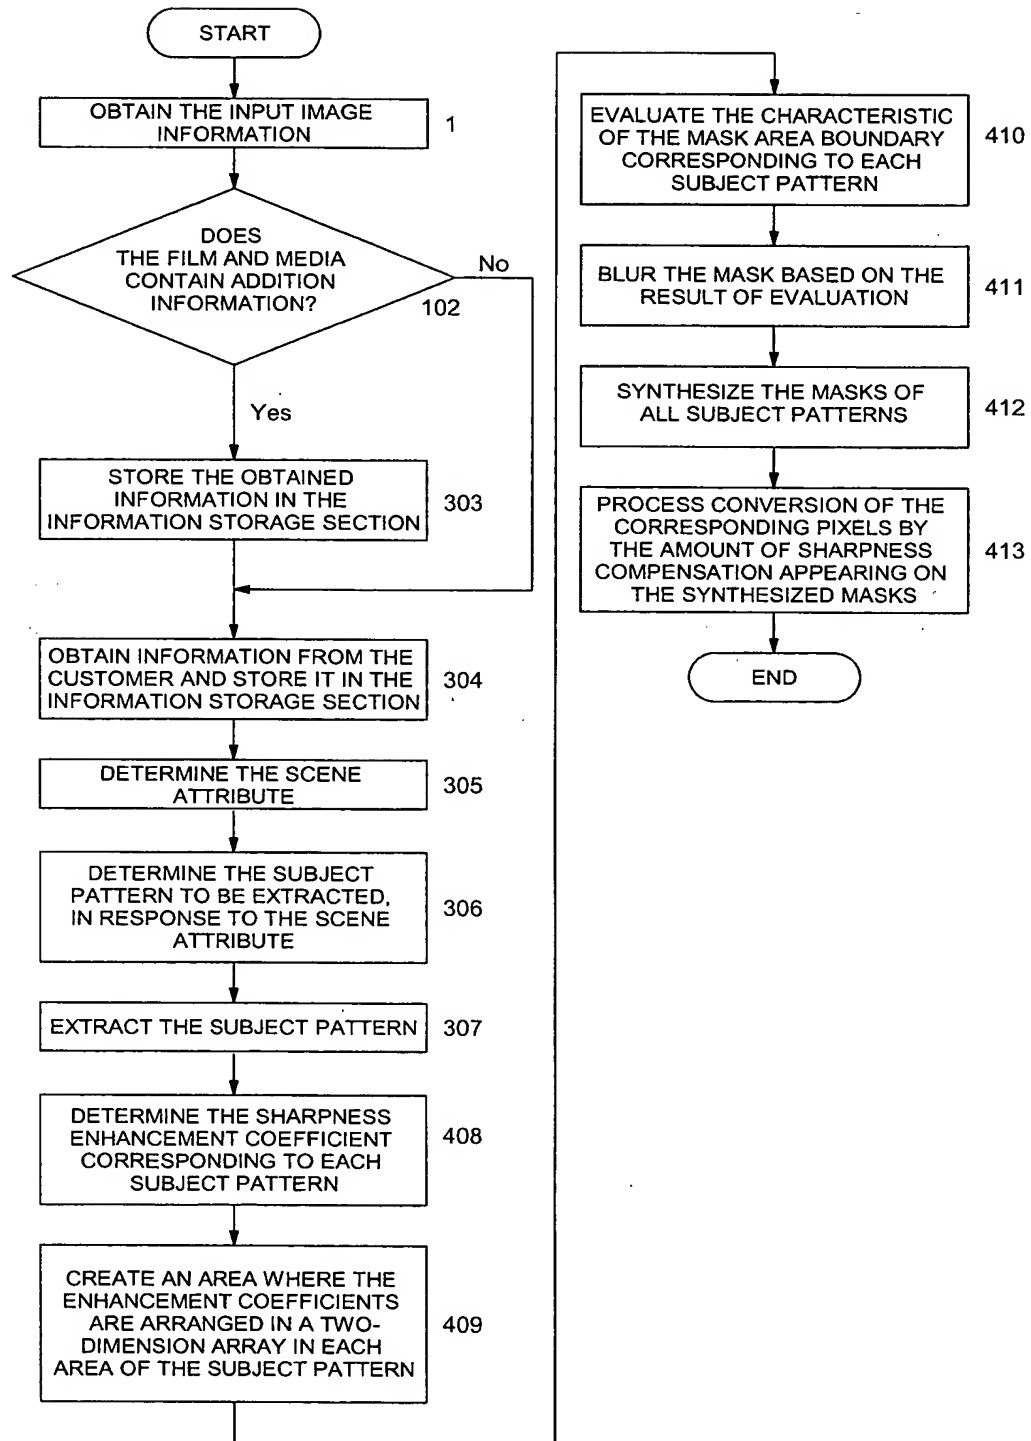 START
OBTAIN THE INPUT IMAGE
INFORMATION
1
DOES
THE FILM AND MEDIA
CONTAIN ADDITION
INFORMATION?
No
102
Yes
STORE THE OBTAINED
INFORMATION IN THE
INFORMATION STORAGE SECTION
303
OBTAIN INFORMATION FROM THE
CUSTOMER AND STORE IT IN THE
INFORMATION STORAGE SECTION
304
DETERMINE THE SCENE
ATTRIBUTE
305
DETERMINE THE SUBJECT
PATTERN TO BE EXTRACTED,
IN RESPONSE TO THE SCENE
ATTRIBUTE
306
EXTRACT THE SUBJECT PATTERN
307
DETERMINE THE SHARPNESS
ENHANCEMENT COEFFICIENT
CORRESPONDING TO EACH
SUBJECT PATTERN
408
CREATE AN AREA WHERE THE
ENHANCEMENT COEFFICIENTS
ARE ARRANGED IN A TWO-
DIMENSION ARRAY IN EACH
AREA OF THE SUBJECT PATTERN
409
EVALUATE THE CHARACTERISTIC
OF THE MASK AREA BOUNDARY
CORRESPONDING TO EACH
SUBJECT PATTERN
410
BLUR THE MASK BASED ON THE
RESULT OF EVALUATION
411
SYNTHESIZE THE MASKS OF
ALL SUBJECT PATTERNS
412
PROCESS CONVERSION OF THE
CORRESPONDING PIXELS BY
THE AMOUNT OF SHARPNESS
COMPENSATION APPEARING ON
THE SYNTHESIZED MASKS
413
END